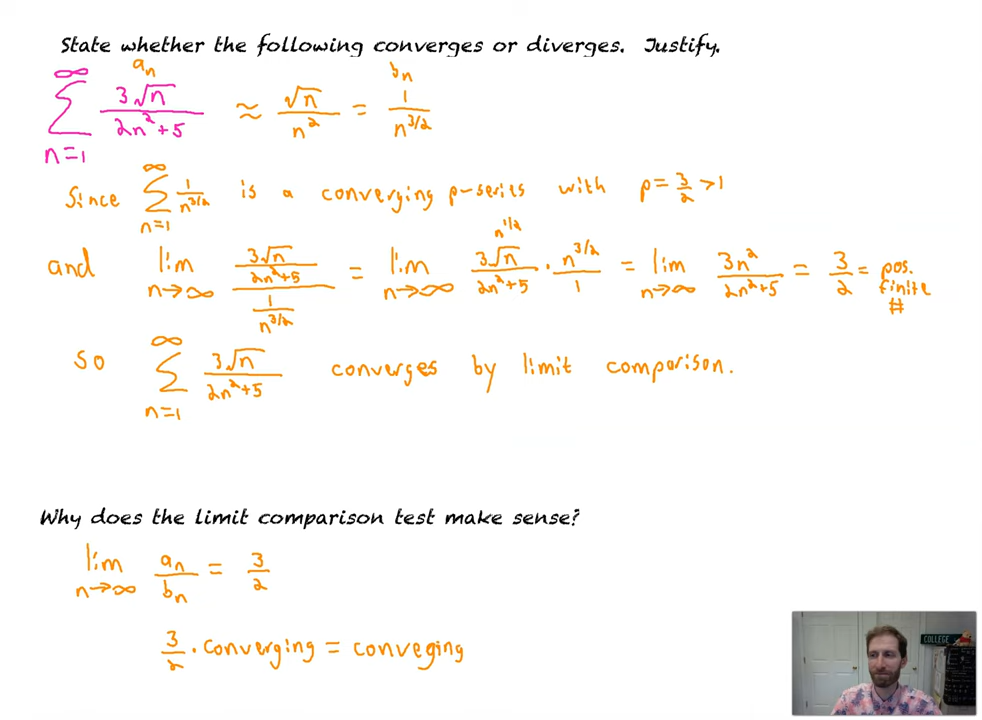 State whether the following converges or diverges. Justify.
aₙ bₙ
∞ ∑ n=1 3√n / 2n²+5 ≈ √n / n² = 1 / n^3/2
Since ∞ ∑ n=1 1 / n^3/2 is a converging p-series with p = 3/2 > 1
n^1/2
and lim n→∞ (3√n / 2n²+5) / (1 / n^3/2) = lim n→∞ 3√n / 2n²+5 · n^3/2 / 1 = lim n→∞ 3n² / 2n²+5 = 3/2 = pos. finite #
So ∞ ∑ n=1 3√n / 2n²+5 converges by limit comparison.
Why does the limit comparison test make sense?
lim n→∞ aₙ / bₙ = 3/2
3/2 · converging = conveging
COLLEGE